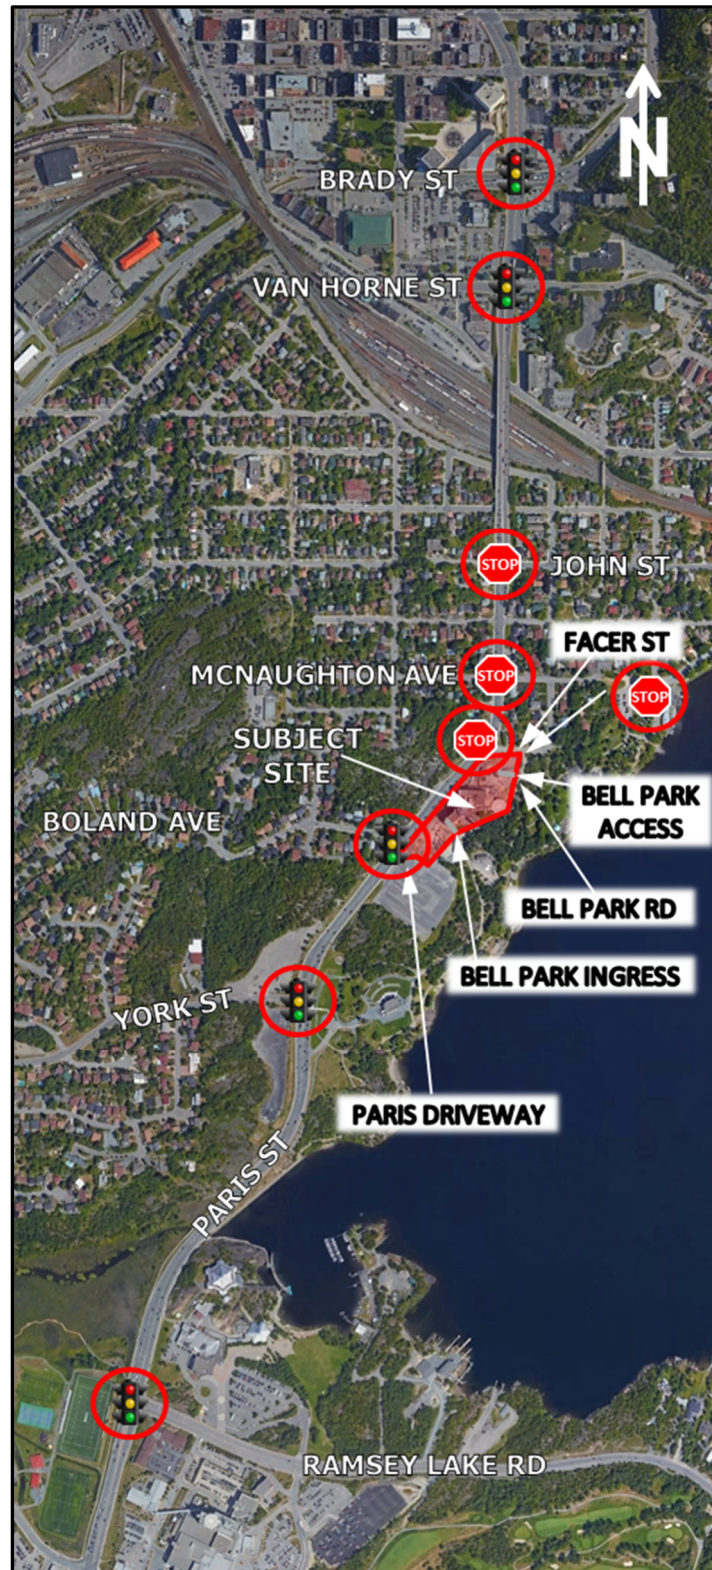 N
BRADY ST
VAN HORNE ST
STOP
JOHN ST
FACER ST
MCNAUGHTON AVE
STOP
STOP
STOP
SUBJECT
SITE
BELL PARK
ACCESS
BOLAND AVE
BELL PARK RD
BELL PARK INGRESS
YORK ST
PARIS DRIVEWAY
PARIS ST
RAMSEY LAKE RD